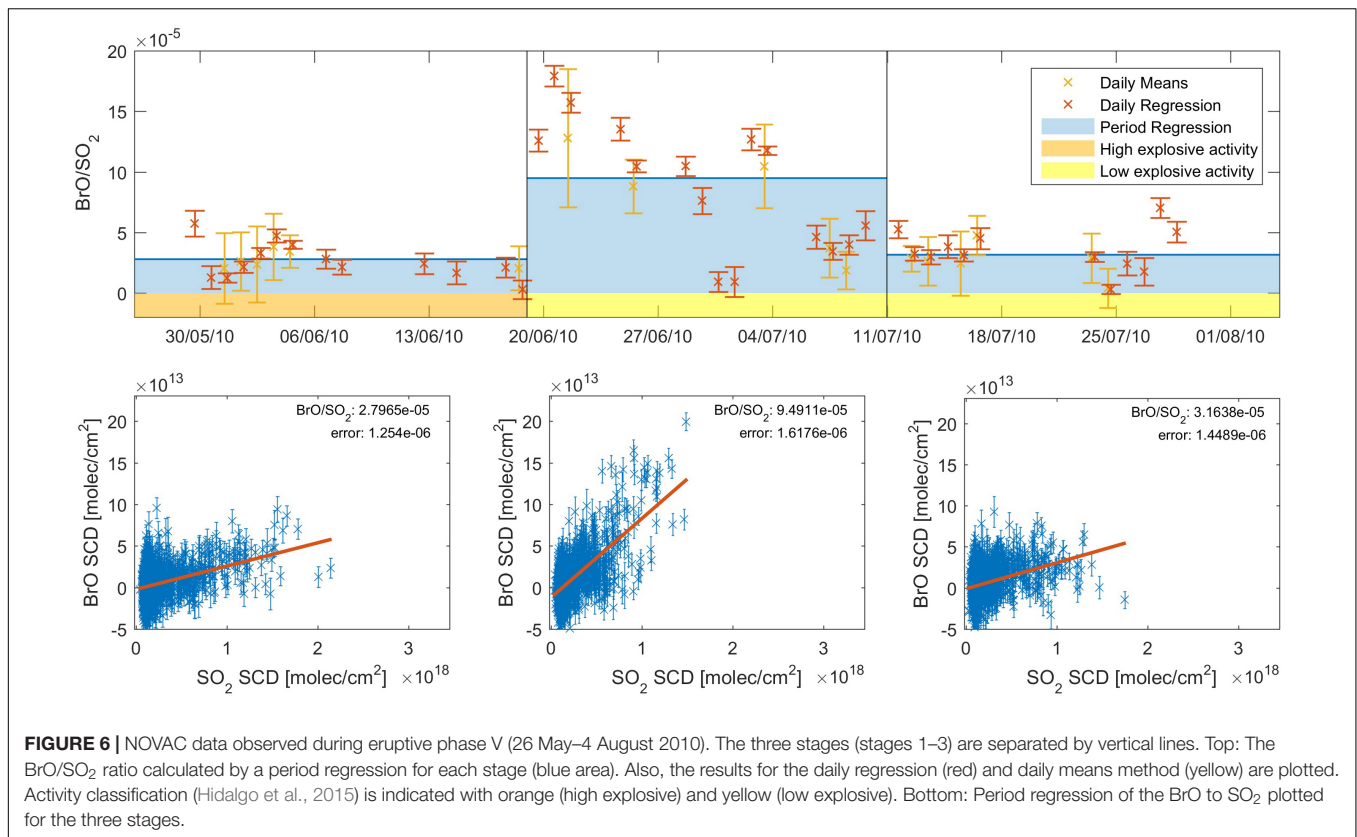 ×10-5
20
15
10
5
0
BrO/SO2
Daily Means
Daily Regression
Period Regression
High explosive activity
Low explosive activity
30/05/10 06/06/10 13/06/10 20/06/10 27/06/10 04/07/10 11/07/10 18/07/10 25/07/10 01/08/10
×1013
BrO/SO2: 2.7965e-05
error: 1.254e-06
20
15
10
5
0
-5
BrO SCD [molec/cm2]
0 1 2 3
SO2 SCD [molec/cm2] ×1018
×1013
BrO/SO2: 9.4911e-05
error: 1.6176e-06
20
15
10
5
0
-5
BrO SCD [molec/cm2]
0 1 2 3
SO2 SCD [molec/cm2] ×1018
×1013
BrO/SO2: 3.1638e-05
error: 1.4489e-06
20
15
10
5
0
-5
BrO SCD [molec/cm2]
0 1 2 3
SO2 SCD [molec/cm2] ×1018
FIGURE 6 | NOVAC data observed during eruptive phase V (26 May–4 August 2010). The three stages (stages 1–3) are separated by vertical lines. Top: The
BrO/SO2 ratio calculated by a period regression for each stage (blue area). Also, the results for the daily regression (red) and daily means method (yellow) are plotted.
Activity classification (Hidalgo et al., 2015) is indicated with orange (high explosive) and yellow (low explosive). Bottom: Period regression of the BrO to SO2 plotted
for the three stages.